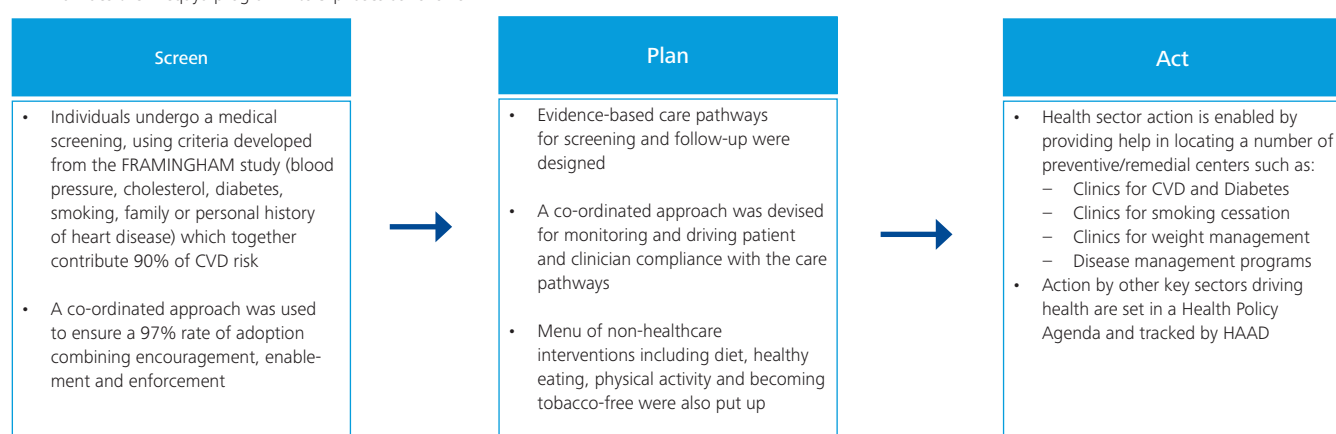 Screen
• Individuals undergo a medical
screening, using criteria developed
from the FRAMINGHAM study (blood
pressure, cholesterol, diabetes,
smoking, family or personal history
of heart disease) which together
contribute 90% of CVD risk
• A co-ordinated approach was used
to ensure a 97% rate of adoption
combining encouragement, enable-
ment and enforcement
Plan
• Evidence-based care pathways
for screening and follow-up were
designed
• A co-ordinated approach was devised
for monitoring and driving patient
and clinician compliance with the care
pathways
• Menu of non-healthcare
interventions including diet, healthy
eating, physical activity and becoming
tobacco-free were also put up
Act
• Health sector action is enabled by
providing help in locating a number of
preventive/remedial centers such as:
– Clinics for CVD and Diabetes
– Clinics for smoking cessation
– Clinics for weight management
– Disease management programs
• Action by other key sectors driving
health are set in a Health Policy
Agenda and tracked by HAAD